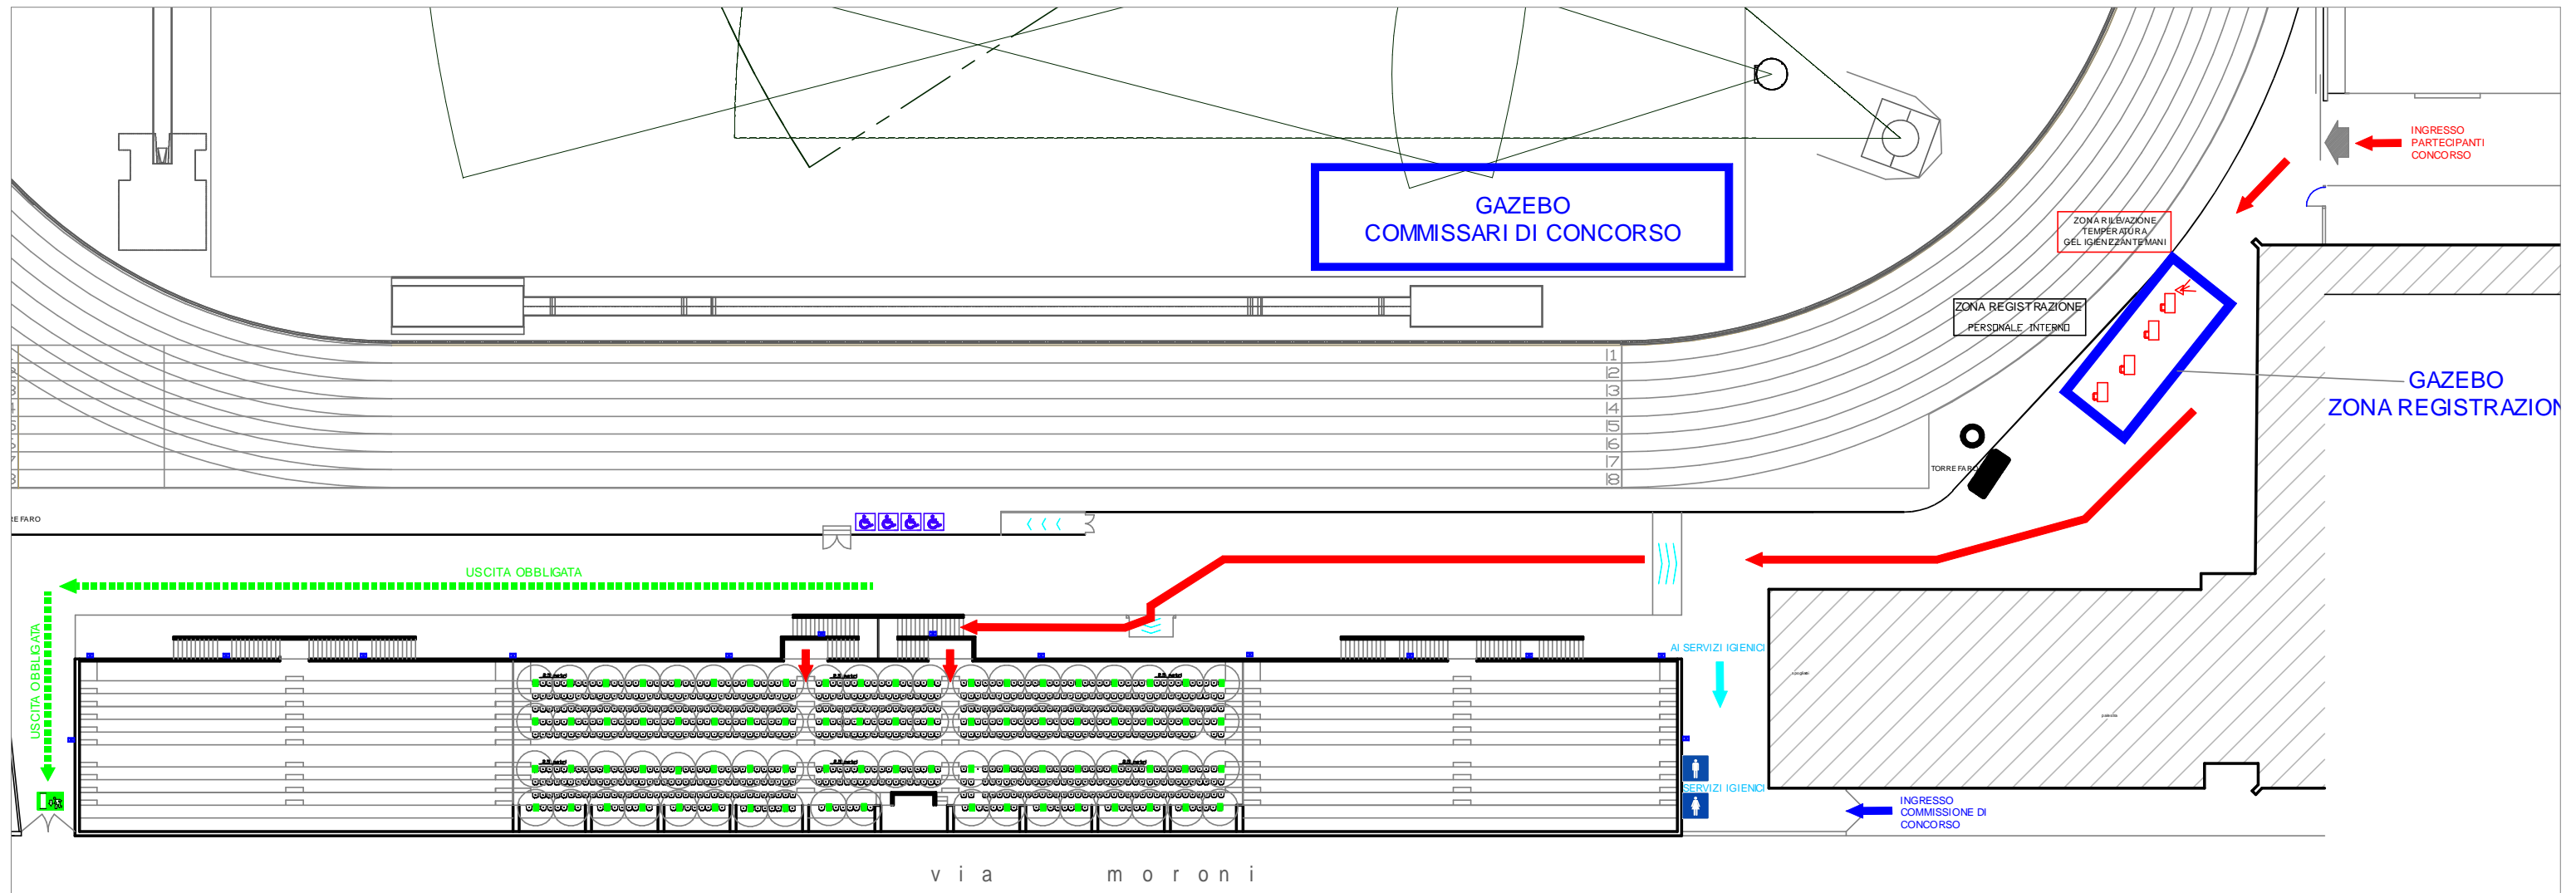 INGRESSO
PARTECIPANTI
CONCORSO
GAZEBO
COMMISSARI DI CONCORSO
ZONA RILEVAZIONE
TEMPERATURA
GEL IGIENIZZANTE MANI
ZONA REGISTRAZIONE
PERSONALE INTERNO
GAZEBO
ZONA REGISTRAZION
1
2
3
4
5
6
7
8
TORRE FARO
RE FARO
USCITA OBBLIGATA
USCITA OBBLIGATA
AI SERVIZI IGIENICI
SERVIZI IGIENICI
INGRESSO
COMMISSIONE DI
CONCORSO
via moroni